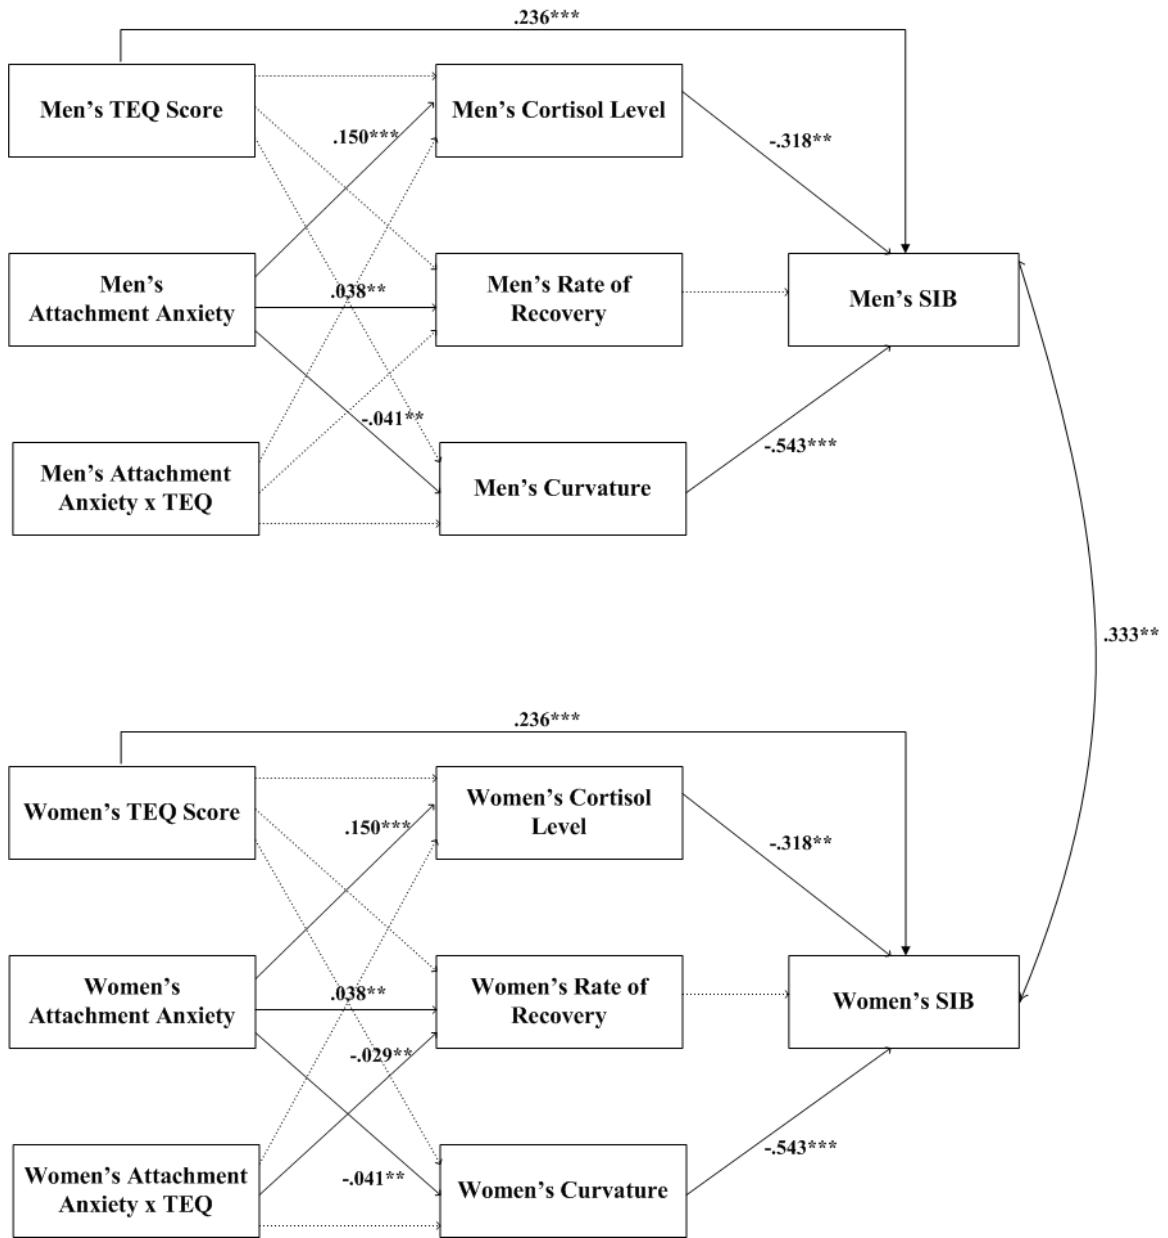 .236***
Men's TEQ Score
Men's Cortisol Level
.150***
-.318**
Men's
Attachment Anxiety
.038**
Men's Rate of
Recovery
Men's SIB
-.041**
Men's Attachment
Anxiety x TEQ
Men's Curvature
-.543***
.333**
.236***
Women's TEQ Score
Women's Cortisol
Level
.150***
-.318**
Women's
Attachment Anxiety
.038**
Women's Rate of
Recovery
Women's SIB
-.029**
Women's Attachment
Anxiety x TEQ
-.041**
Women's Curvature
-.543***